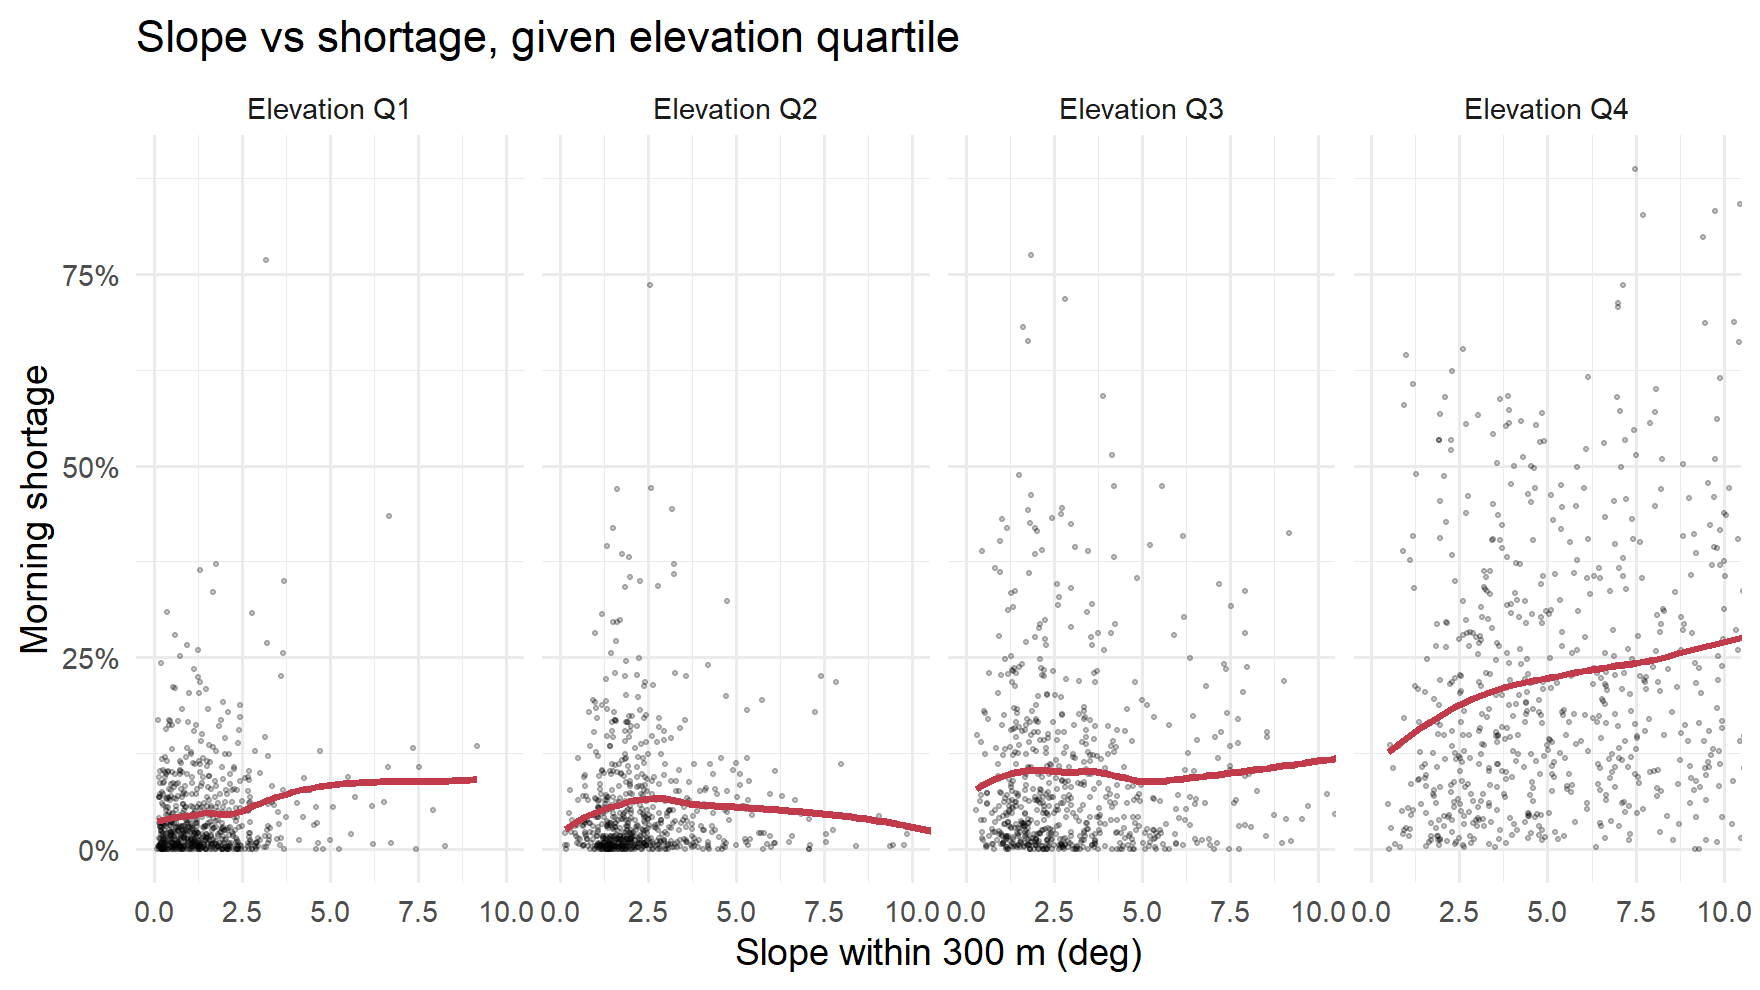 Slope vs shortage, given elevation quartile
Elevation Q1
Elevation Q2
Elevation Q3
Elevation Q4
Morning shortage
75%
50%
25%
0%
0.0 2.5 5.0 7.5 10.0
0.0 2.5 5.0 7.5 10.0
0.0 2.5 5.0 7.5 10.0
0.0 2.5 5.0 7.5 10.0
Slope within 300 m (deg)